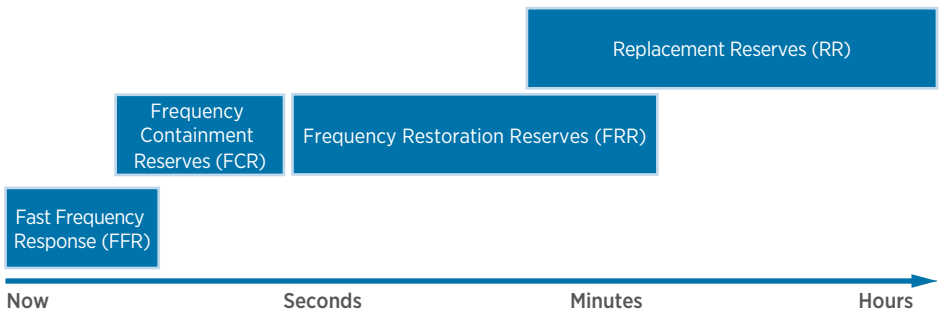 Replacement Reserves (RR)
Frequency
Containment
Reserves (FCR)
Frequency Restoration Reserves (FRR)
Fast Frequency
Response (FFR)
Now
Seconds
Minutes
Hours